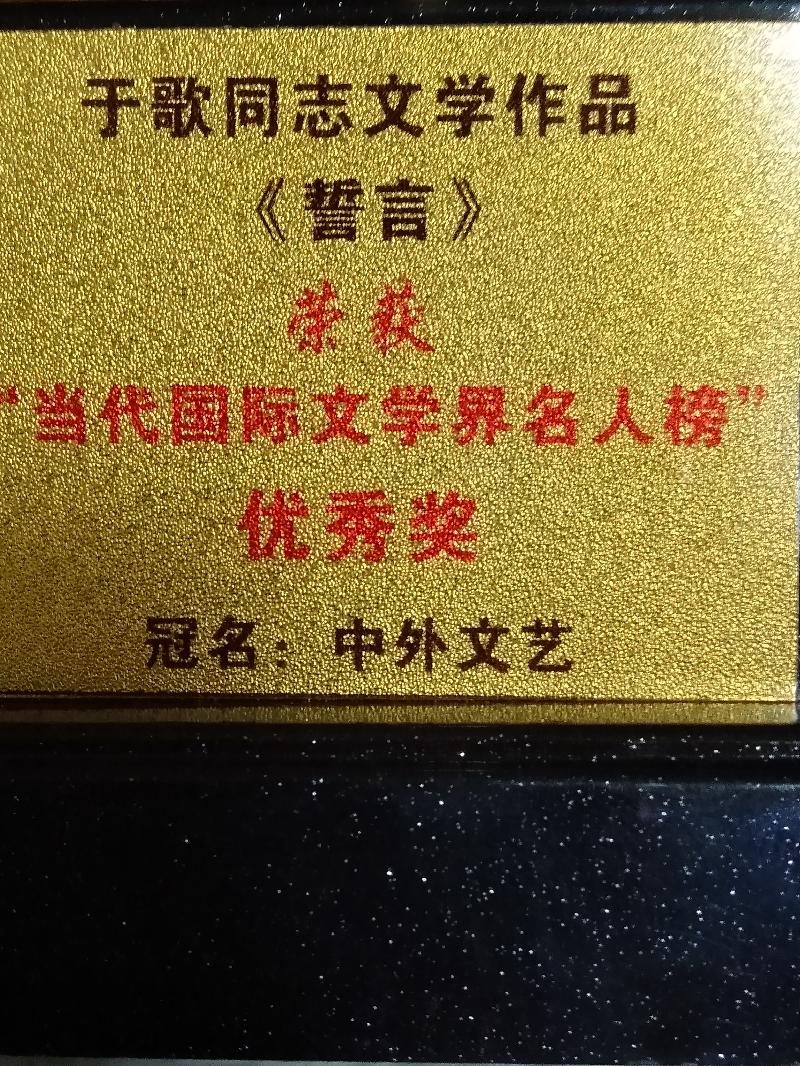 于歌同志文学作品
《誓言》
荣获
“当代国际文学界名人榜”
优秀奖
冠名：中外文艺